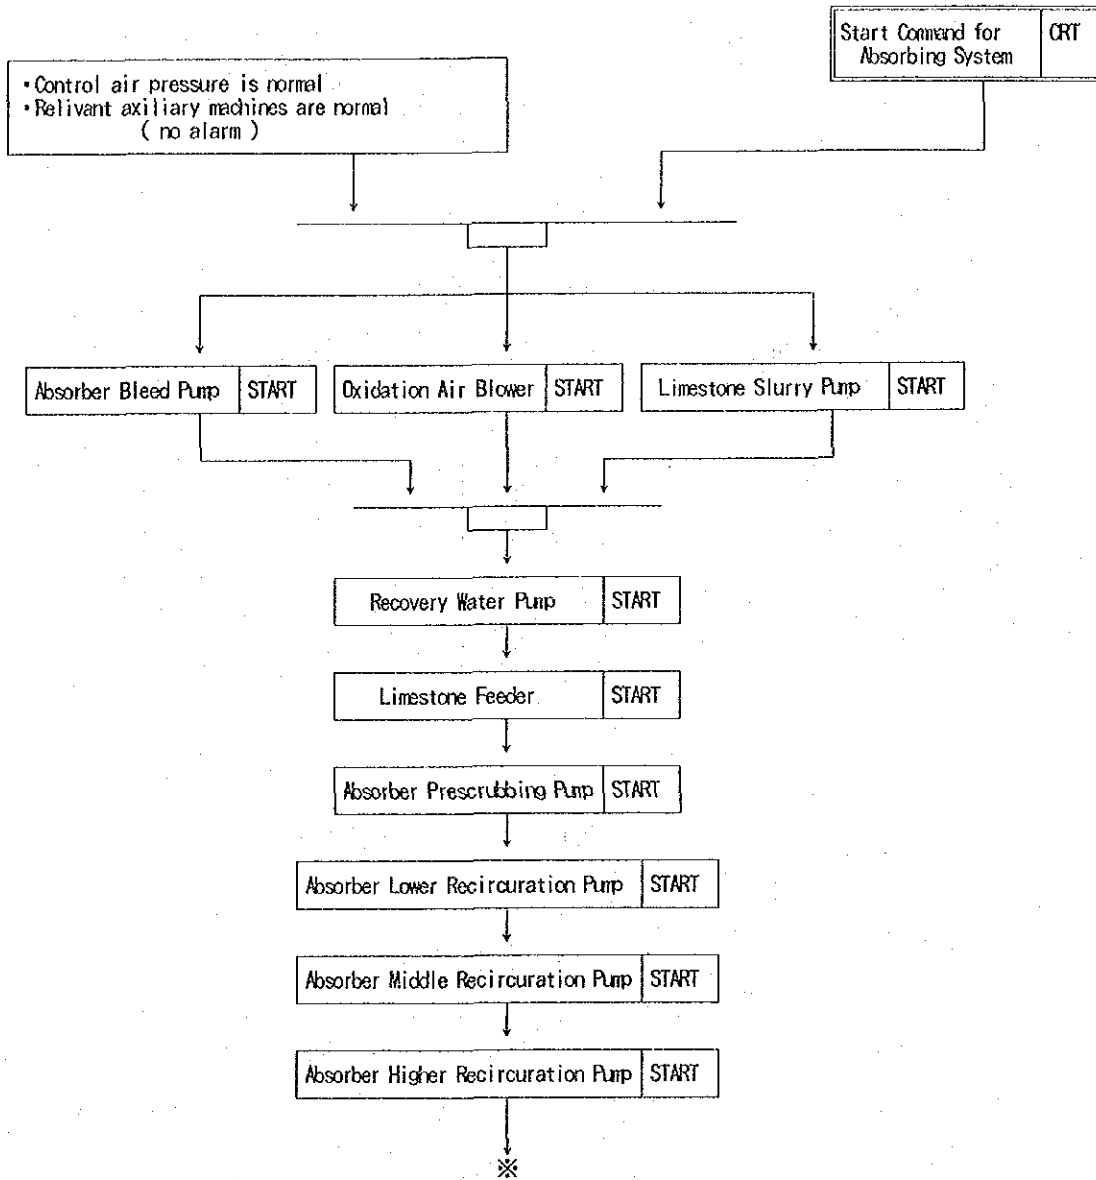 Start Command for CRT
Absorbing System
・Control air pressure is normal
・Relivant axiliary machines are normal
( no alarm )
Absorber Bleed Pump START
Oxidation Air Blower START
Limestone Slurry Pump START
Recovery Water Pump START
Limestone Feeder START
Absorber Prescrubbing Pump START
Absorber Lower Recircuration Pump START
Absorber Middle Recircuration Pump START
Absorber Higher Recircuration Pump START
※